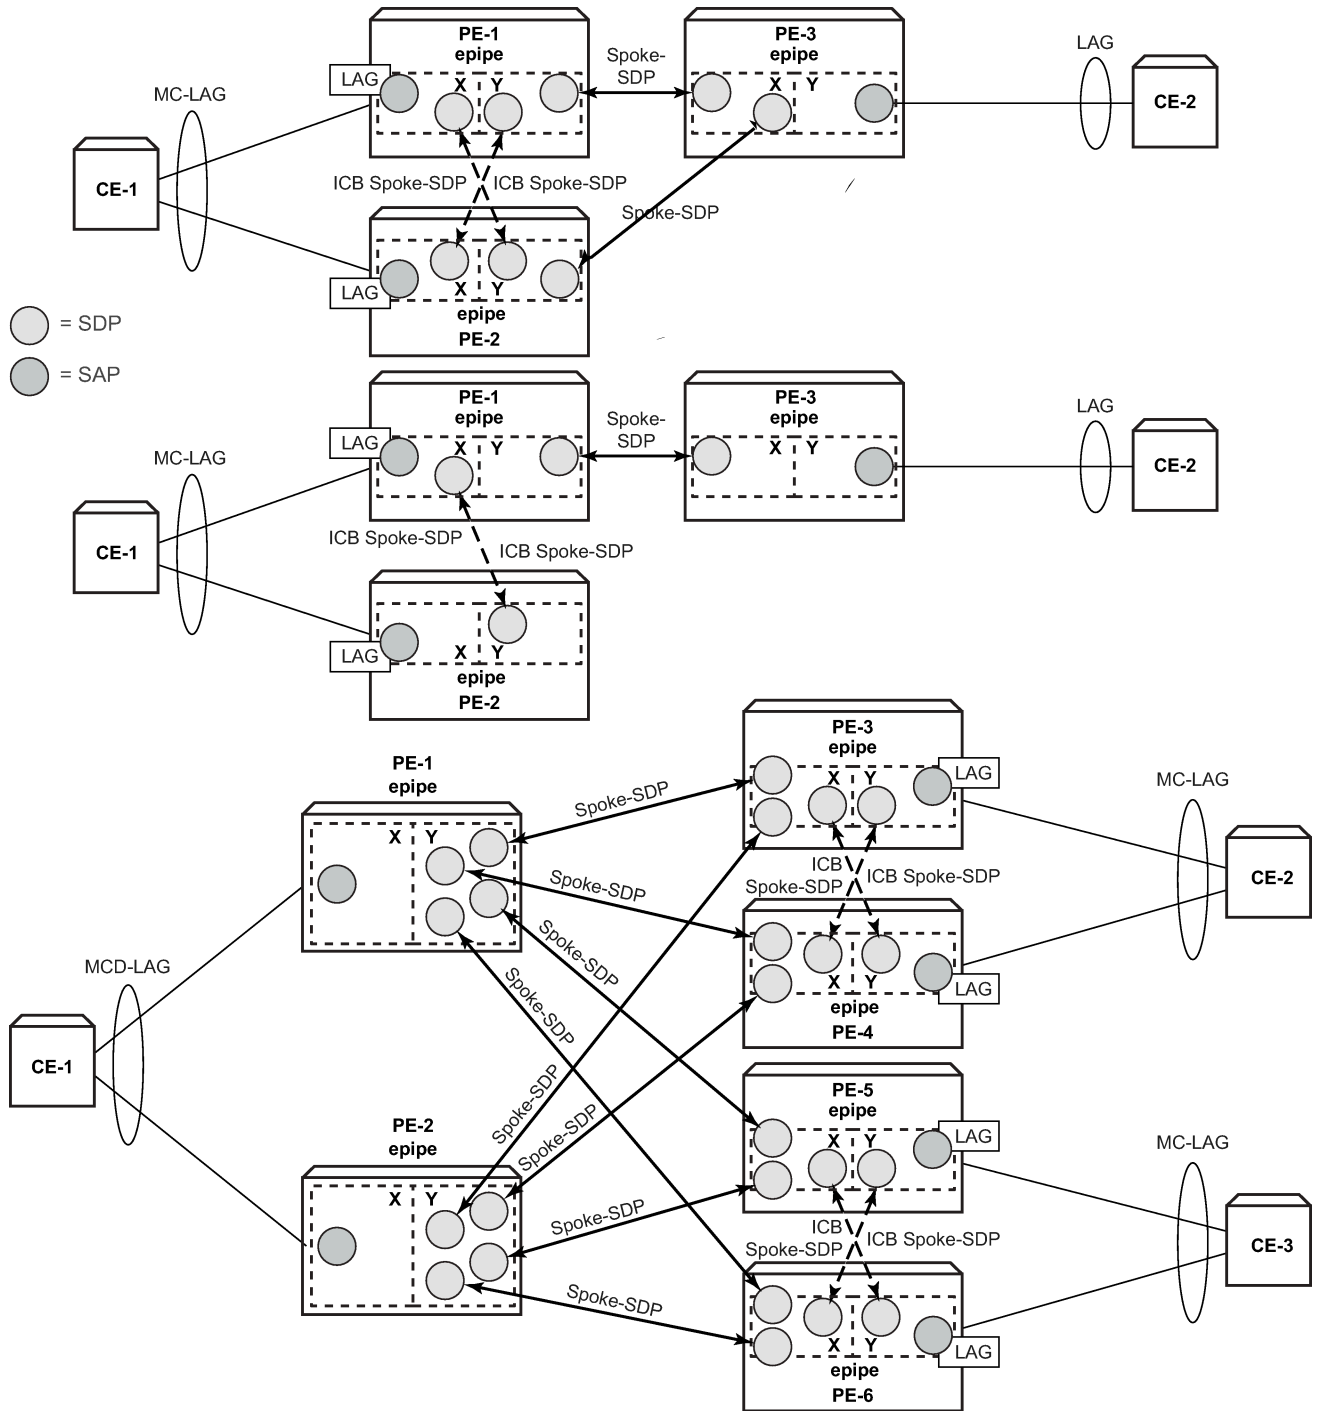 PE-1
epipe
PE-3
epipe
Spoke-
SDP
LAG
LAG
X Y
X Y
MC-LAG
CE-2
CE-1
ICB Spoke-SDP
ICB Spoke-SDP
Spoke-SDP
LAG
X Y
epipe
PE-2
= SDP
= SAP
PE-1
epipe
PE-3
epipe
Spoke-
SDP
LAG
LAG
X Y
X Y
MC-LAG
CE-2
CE-1
ICB Spoke-SDP
ICB Spoke-SDP
LAG
X Y
epipe
PE-2
PE-3
epipe
PE-1
epipe
X Y
LAG
MC-LAG
Spoke-SDP
X Y
ICB
Spoke-SDP
ICB Spoke-SDP
CE-2
Spoke-SDP
Spoke-SDP
Spoke-SDP
MCD-LAG
X Y
LAG
epipe
PE-4
CE-1
PE-5
epipe
Spoke-SDP
Spoke-SDP
PE-2
epipe
X Y
LAG
MC-LAG
X Y
Spoke-SDP
ICB
Spoke-SDP
ICB Spoke-SDP
CE-3
Spoke-SDP
X Y
LAG
epipe
PE-6